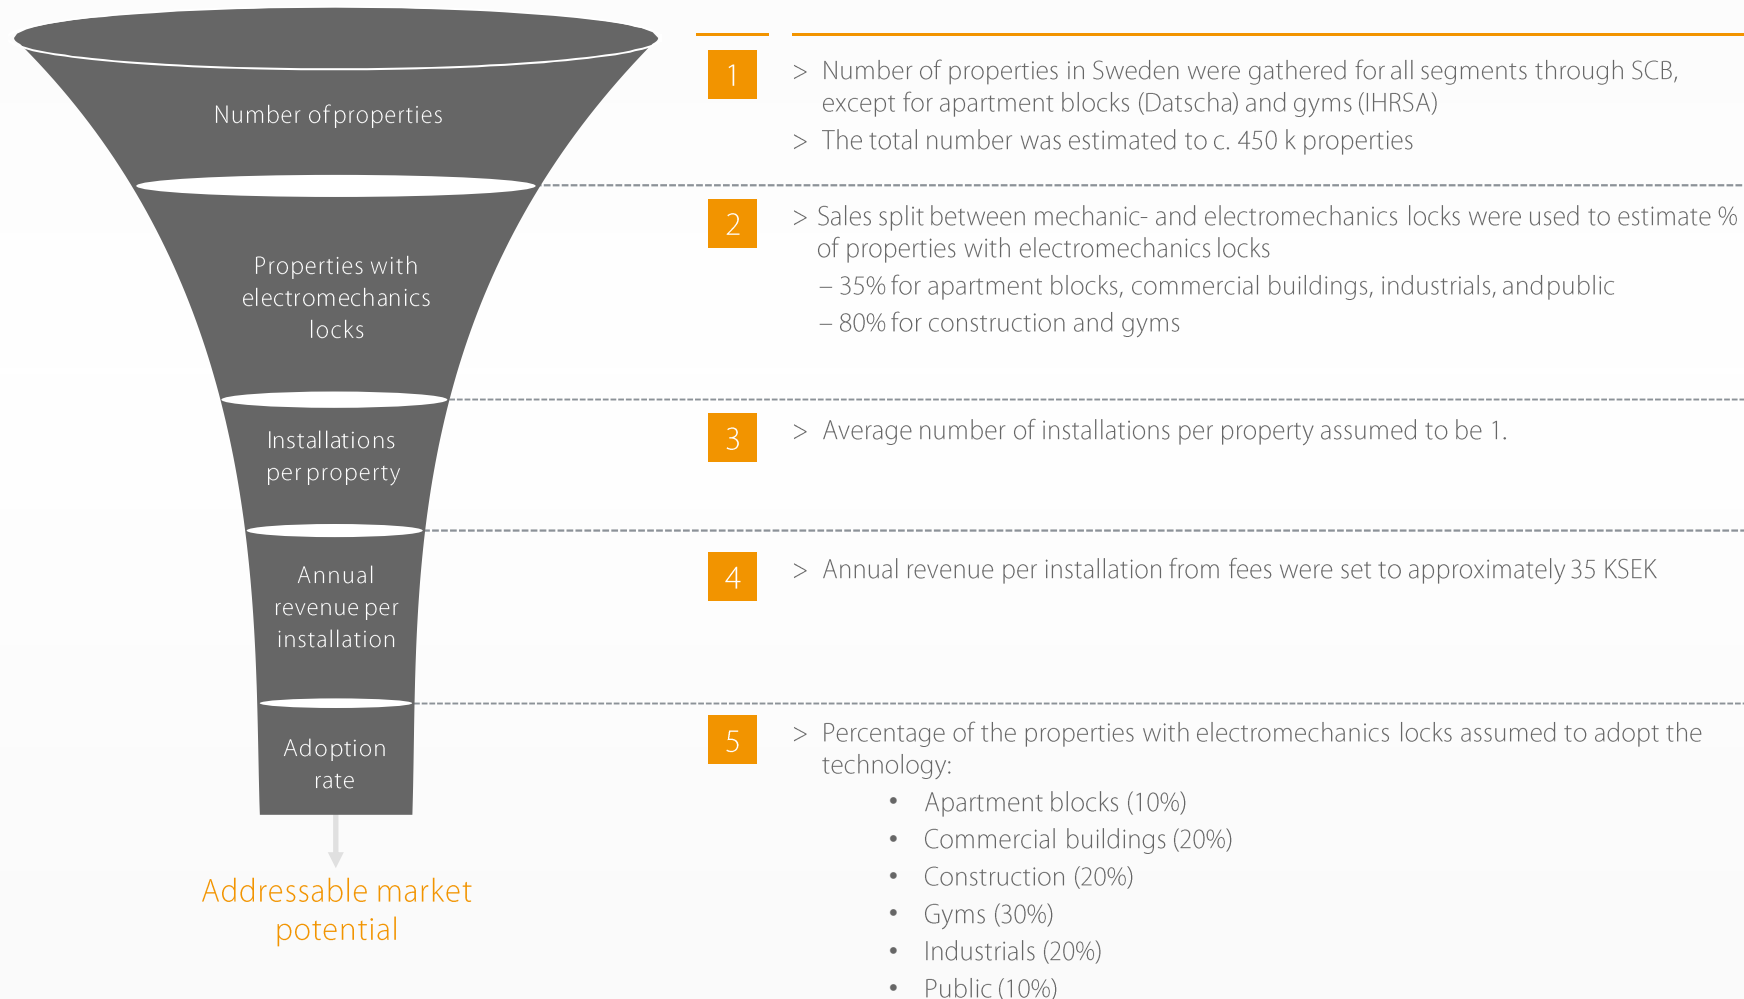 Number of properties
1
> Number of properties in Sweden were gathered for all segments through SCB,
except for apartment blocks (Datscha) and gyms (IHRSA)
> The total number was estimated to c. 450 k properties
Properties with
electromechanics
locks
2
> Sales split between mechanic- and electromechanics locks were used to estimate %
of properties with electromechanics locks
– 35% for apartment blocks, commercial buildings, industrials, and public
– 80% for construction and gyms
Installations
per property
3
> Average number of installations per property assumed to be 1.
Annual
revenue per
installation
4
> Annual revenue per installation from fees were set to approximately 35 KSEK
Adoption
rate
5
> Percentage of the properties with electromechanics locks assumed to adopt the
technology:
• Apartment blocks (10%)
• Commercial buildings (20%)
• Construction (20%)
• Gyms (30%)
• Industrials (20%)
• Public (10%)
Addressable market
potential